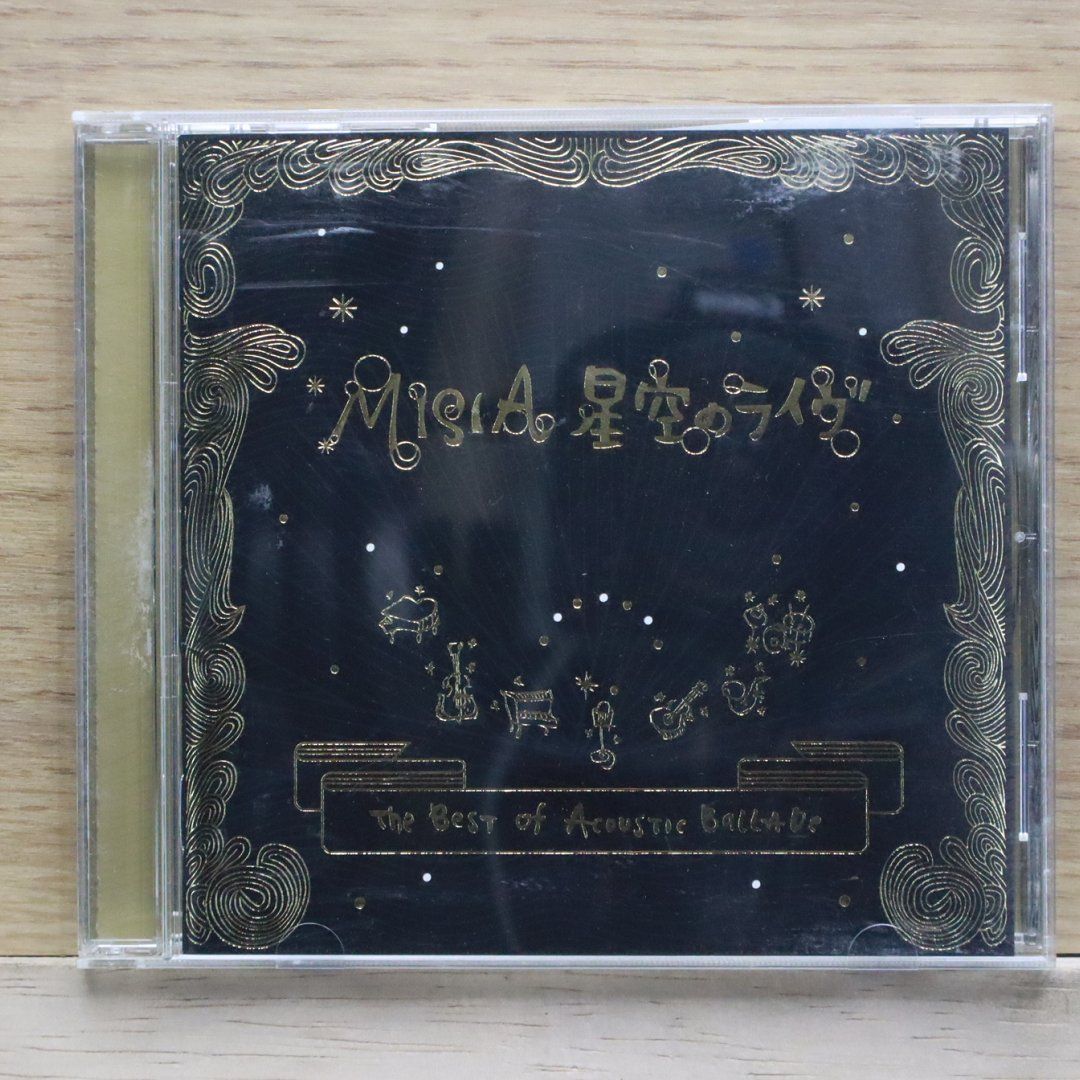 MISIA 星空のライヴ
The Best of Acoustic Ballade